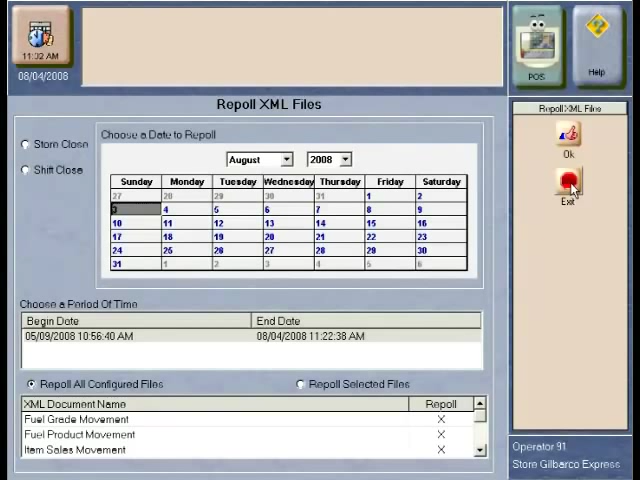 11:02 AM
08/04/2008
POS
Help
Repoll XML Files
Repoll XML Files
Ok
Exit
Store Close
Shift Close
Choose a Date to Repoll
August 2008
Sunday Monday Tuesday Wednesday Thursday Friday Saturday
27 28 29 30 31 1 2
3 4 5 6 7 8 9
10 11 12 13 14 15 16
17 18 19 20 21 22 23
24 25 26 27 28 29 30
31 1 2 3 4 5 6
Choose a Period Of Time
Begin Date End Date
05/09/2008 10:56:40 AM 08/04/2008 11:22:38 AM
Repoll All Configured Files Repoll Selected Files
XML Document Name Repoll
Fuel Grade Movement X
Fuel Product Movement X
Item Sales Movement X
Operator 91
Store Gilbarco Express